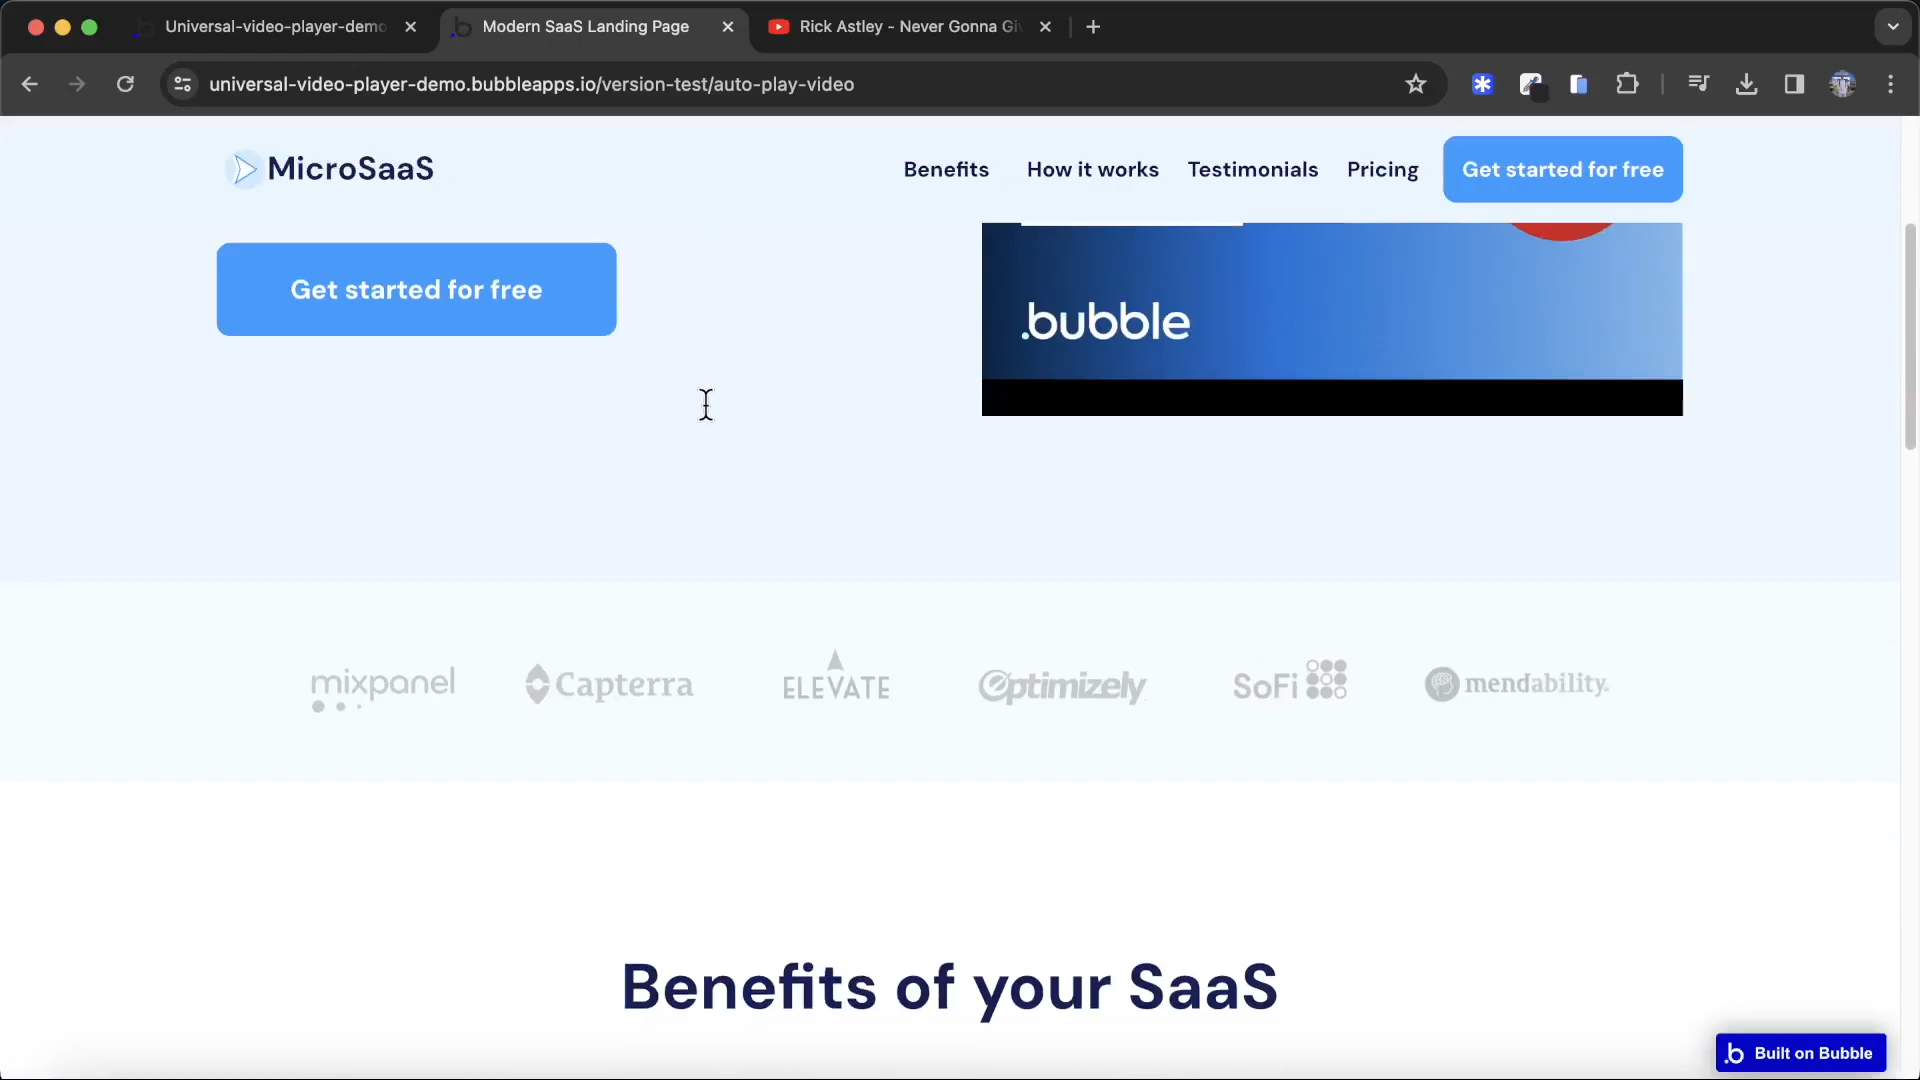 Universal-video-player-demo
Modern SaaS Landing Page
Rick Astley - Never Gonna Gi
universal-video-player-demo.bubbleapps.io/version-test/auto-play-video
MicroSaaS
Benefits
How it works
Testimonials
Pricing
Get started for free
Get started for free
.bubble
mixpanel
Capterra
ELEVATE
Optimizely
SoFi
mendability.
Benefits of your SaaS
Built on Bubble